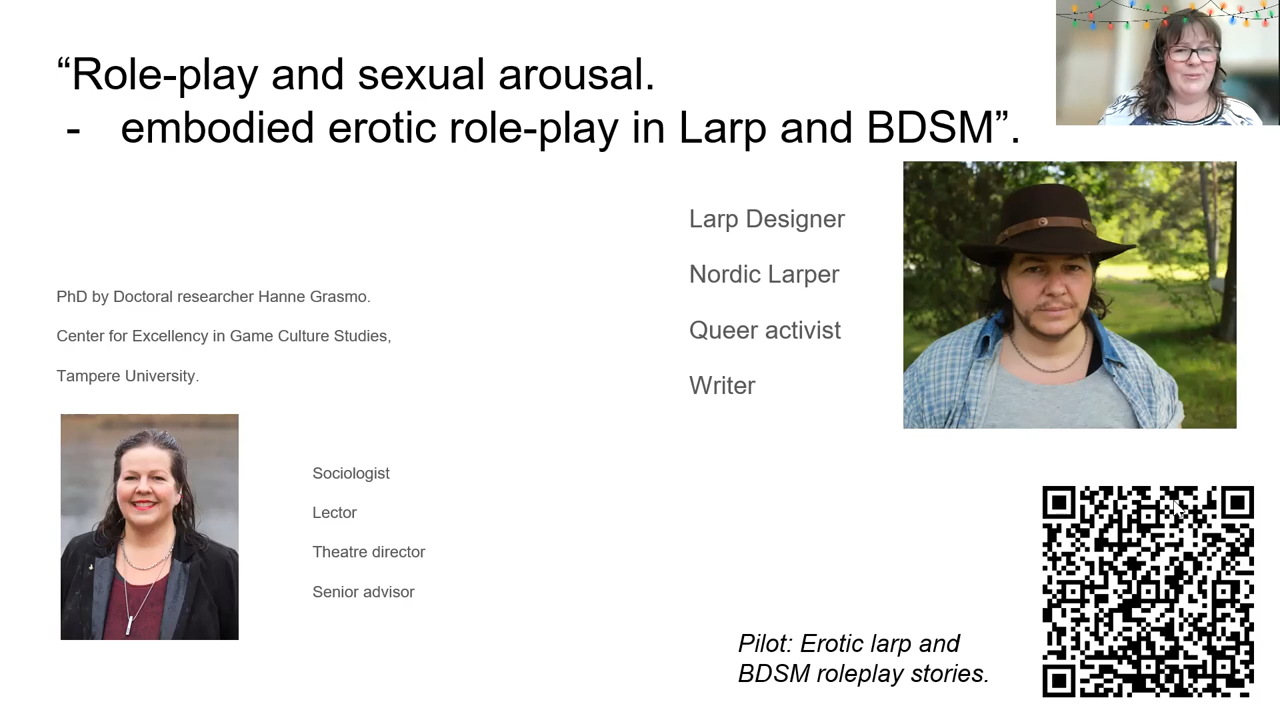 “Role-play and sexual arousal.
- embodied erotic role-play in Larp and BDSM”.
PhD by Doctoral researcher Hanne Grasmo.
Center for Excellency in Game Culture Studies,
Tampere University.
Sociologist
Lector
Theatre director
Senior advisor
Larp Designer
Nordic Larper
Queer activist
Writer
Pilot: Erotic larp and
BDSM roleplay stories.